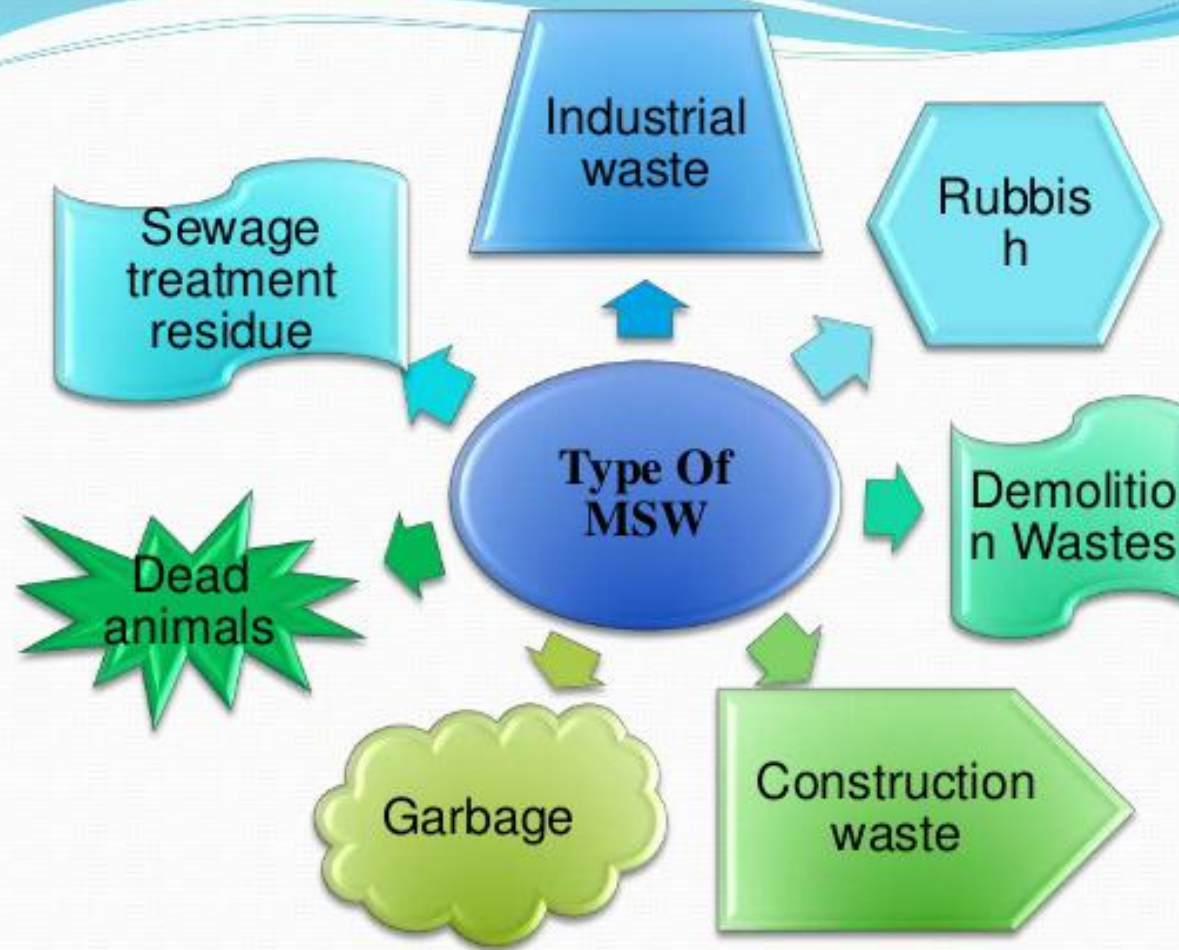 Industrial
waste
Rubbis
h
Sewage
treatment
residue
Type Of
MSW
Demolitio
n Wastes
Dead
animals
Garbage
Construction
waste